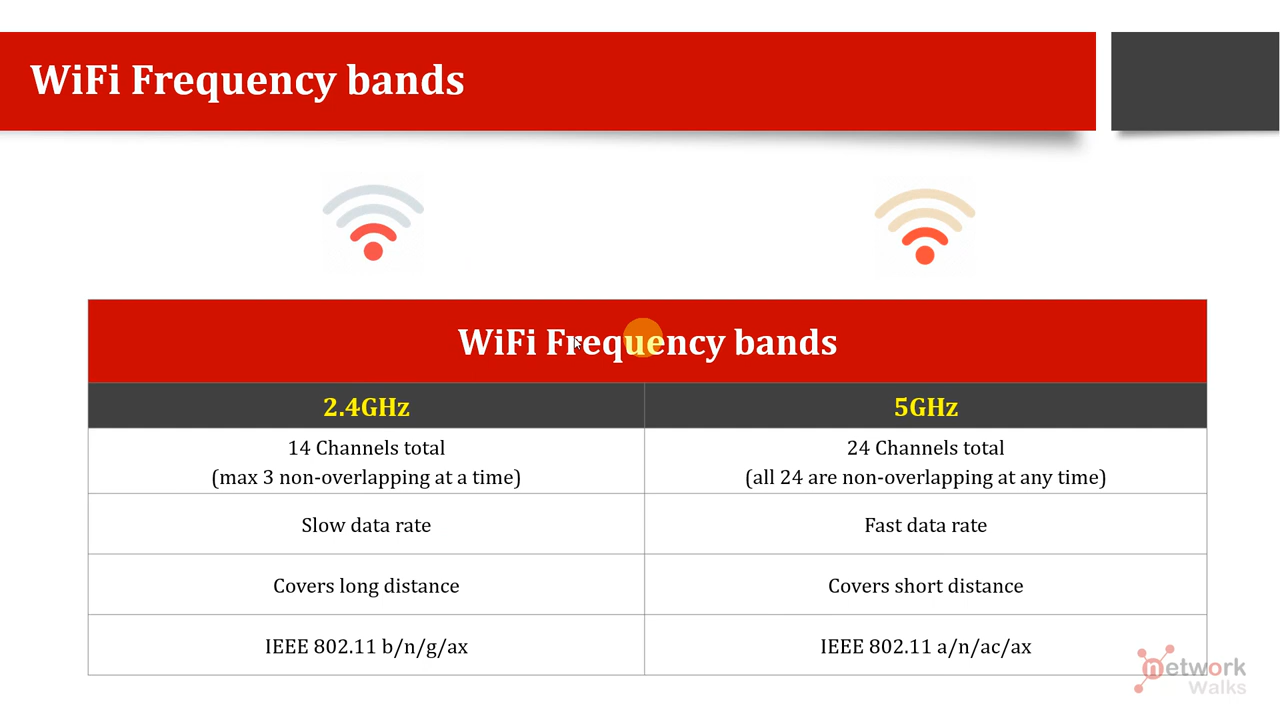 WiFi Frequency bands
WiFi Frequency bands
2.4GHz
5GHz
14 Channels total
(max 3 non-overlapping at a time)
24 Channels total
(all 24 are non-overlapping at any time)
Slow data rate
Fast data rate
Covers long distance
Covers short distance
IEEE 802.11 b/n/g/ax
IEEE 802.11 a/n/ac/ax
network
Walks